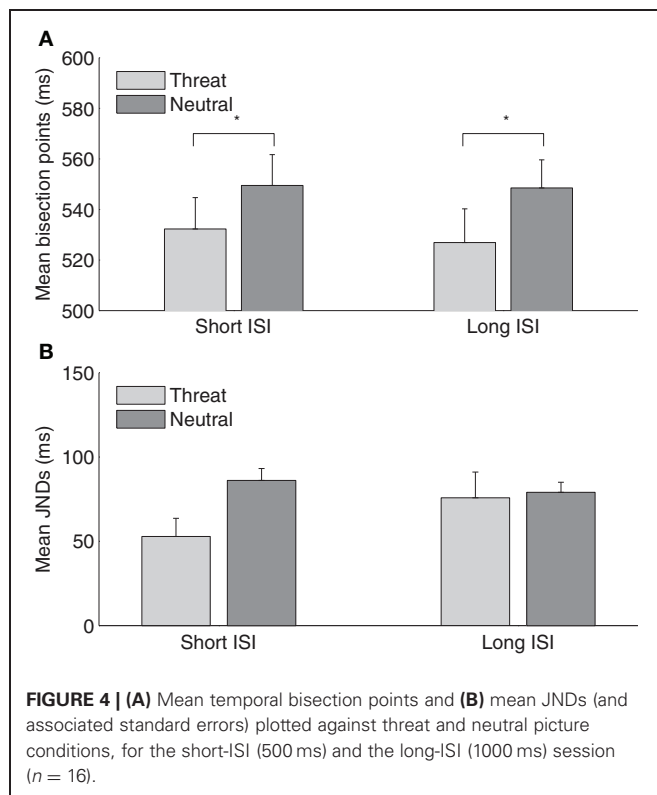 A
600
Threat
580
Neutral
Mean bisection points (ms)
*
*
560
540
520
500
Short ISI
Long ISI
B
150
Threat
Neutral
Mean JNDs (ms)
100
50
0
Short ISI
Long ISI
FIGURE 4 | (A) Mean temporal bisection points and (B) mean JNDs (and
associated standard errors) plotted against threat and neutral picture
conditions, for the short-ISI (500 ms) and the long-ISI (1000 ms) session
(n = 16).